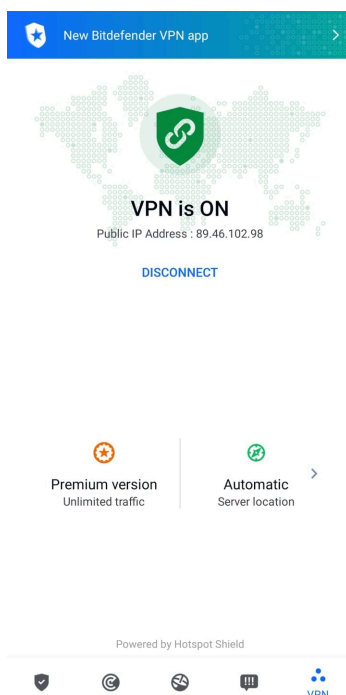 New Bitdefender VPN app
VPN is ON
Public IP Address : 89.46.102.98
DISCONNECT
Premium version
Unlimited traffic
Automatic
Server location
Powered by Hotspot Shield
VPN